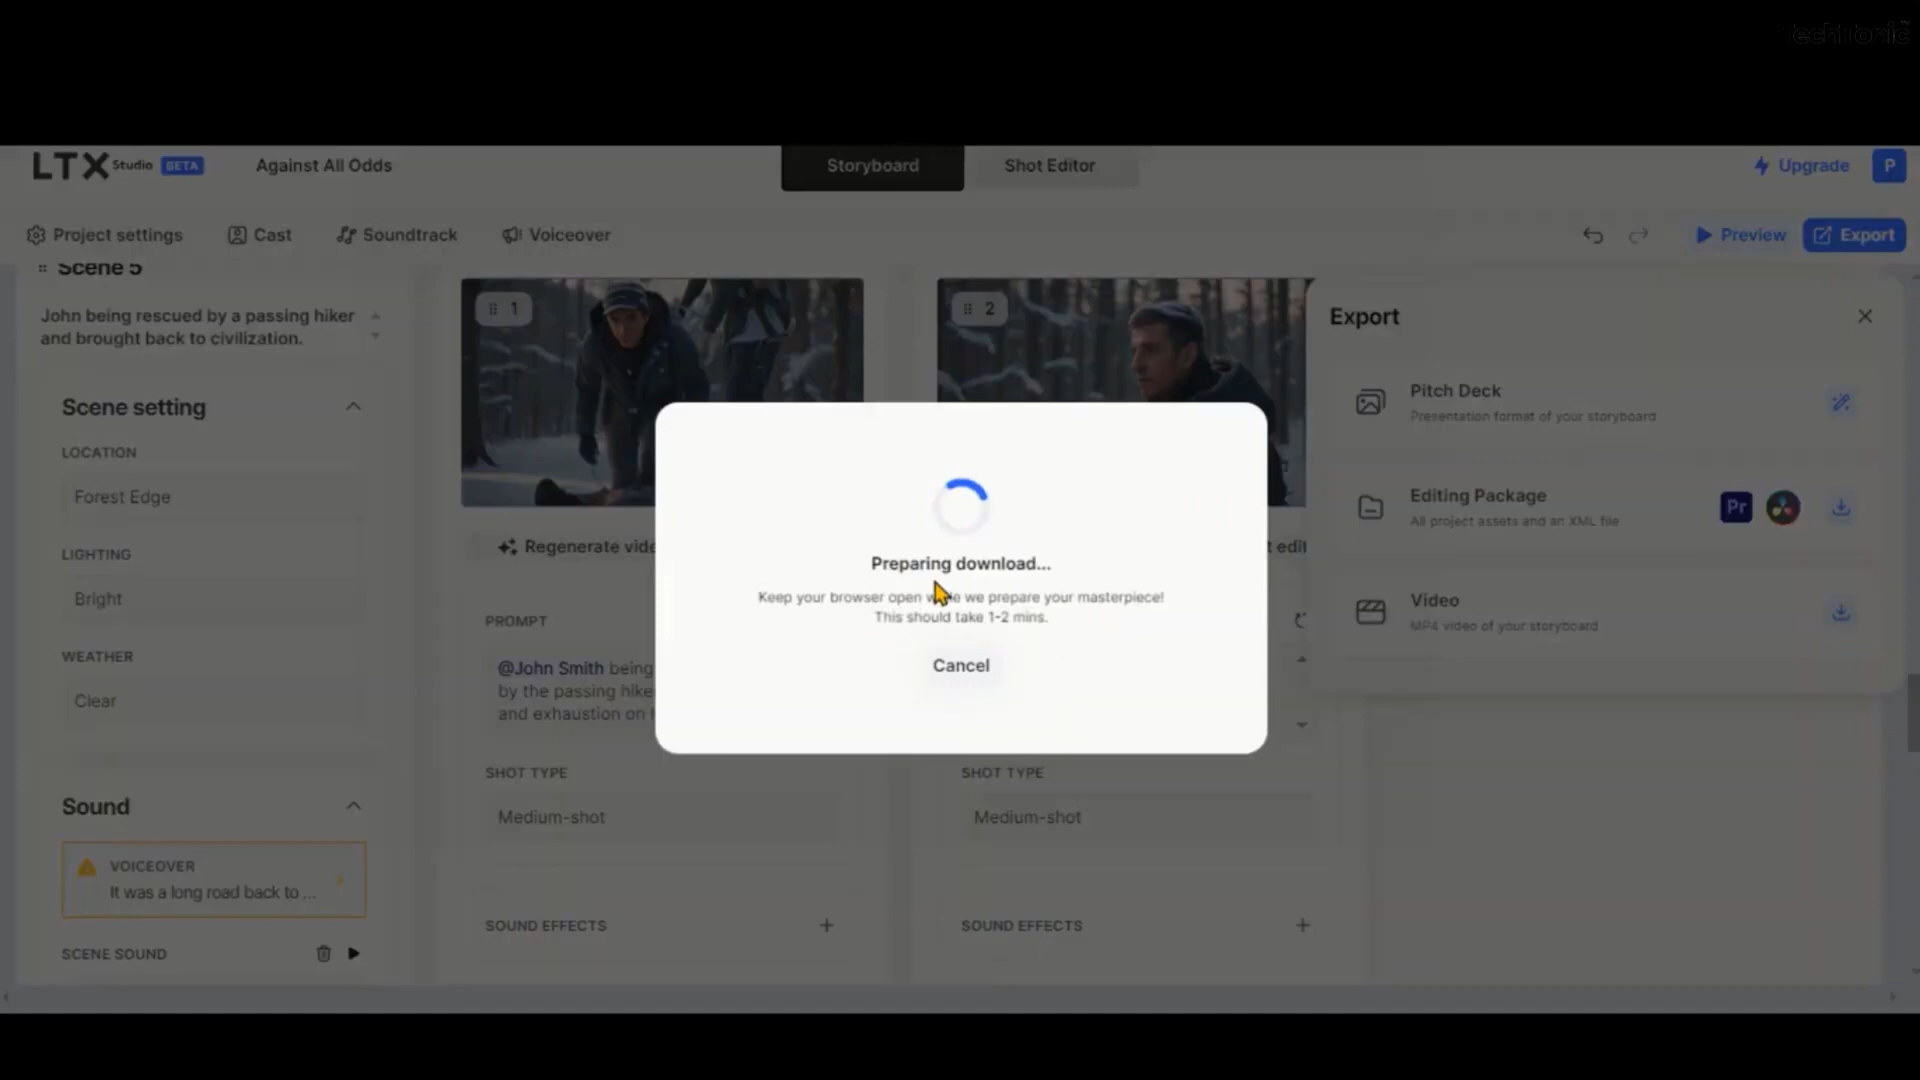 TechTonic
LTX Studio BETA
Against All Odds
Storyboard
Shot Editor
Upgrade
P
Project settings
Cast
Soundtrack
Voiceover
Preview
Export
Scene 5
John being rescued by a passing hiker
and brought back to civilization.
Scene setting
LOCATION
Forest Edge
LIGHTING
Bright
WEATHER
Clear
Sound
VOICEOVER
It was a long road back to ...
SCENE SOUND
1
Regenerate vide
PROMPT
@John Smith being
by the passing hike
and exhaustion on
SHOT TYPE
Medium-shot
SOUND EFFECTS
2
t edit
SHOT TYPE
Medium-shot
SOUND EFFECTS
Preparing download...
Keep your browser open while we prepare your masterpiece!
This should take 1-2 mins.
Cancel
Export
Pitch Deck
Presentation format of your storyboard
Editing Package
All project assets and an XML file
Pr
Video
MP4 video of your storyboard